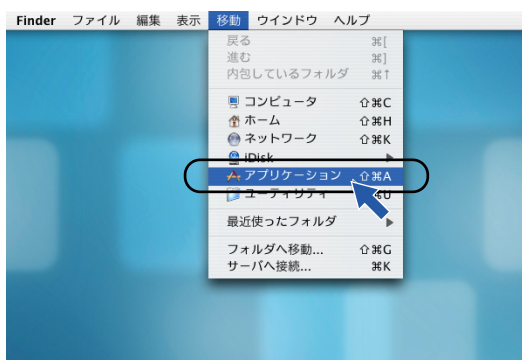 Finder ファイル 編集 表示 移動 ウインドウ ヘルプ
戻る ⌘[
進む ⌘]
内包しているフォルダ ⌘↑
コンピュータ ⇧⌘C
ホーム ⇧⌘H
ネットワーク ⇧⌘K
iDisk ▶
アプリケーション ⇧⌘A
ユーティリティ ⌘U
最近使ったフォルダ ▶
フォルダへ移動... ⇧⌘G
サーバへ接続... ⌘K